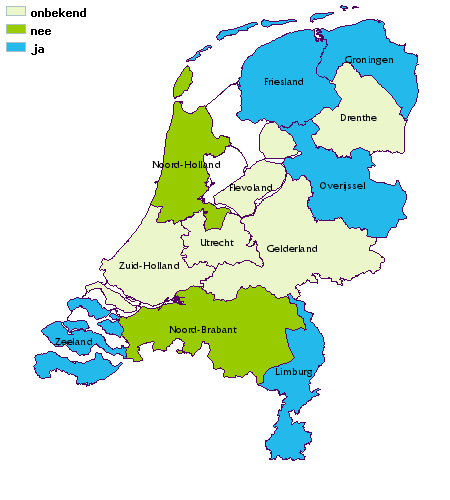 onbekend
nee
ja
Groningen
Friesland
Drenthe
Noord-Holland
Flevoland
Overijssel
Utrecht
Gelderland
Zuid-Holland
Noord-Brabant
Zeeland
Limburg